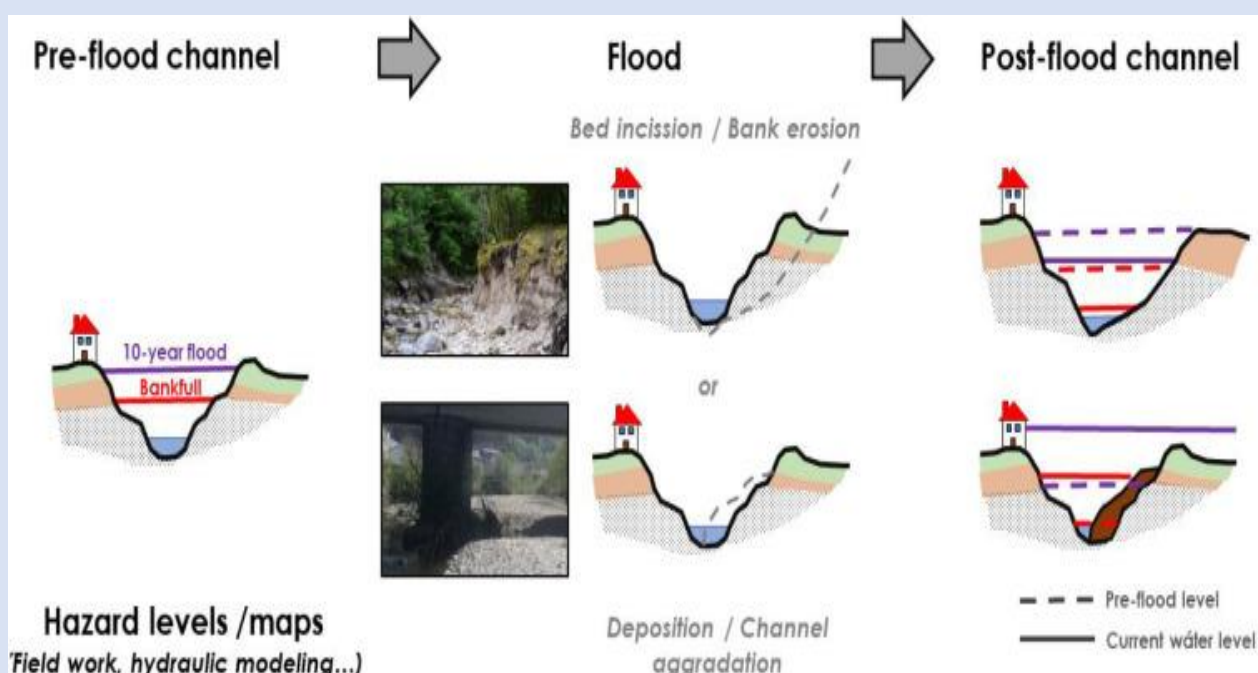 Pre-flood channel
Flood
Post-flood channel
Bed incission / Bank erosion
10-year flood
Bankfull
or
Hazard levels /maps
(Field work, hydraulic modeling...)
Deposition / Channel
aggradation
Pre-flood level
Current wáter level